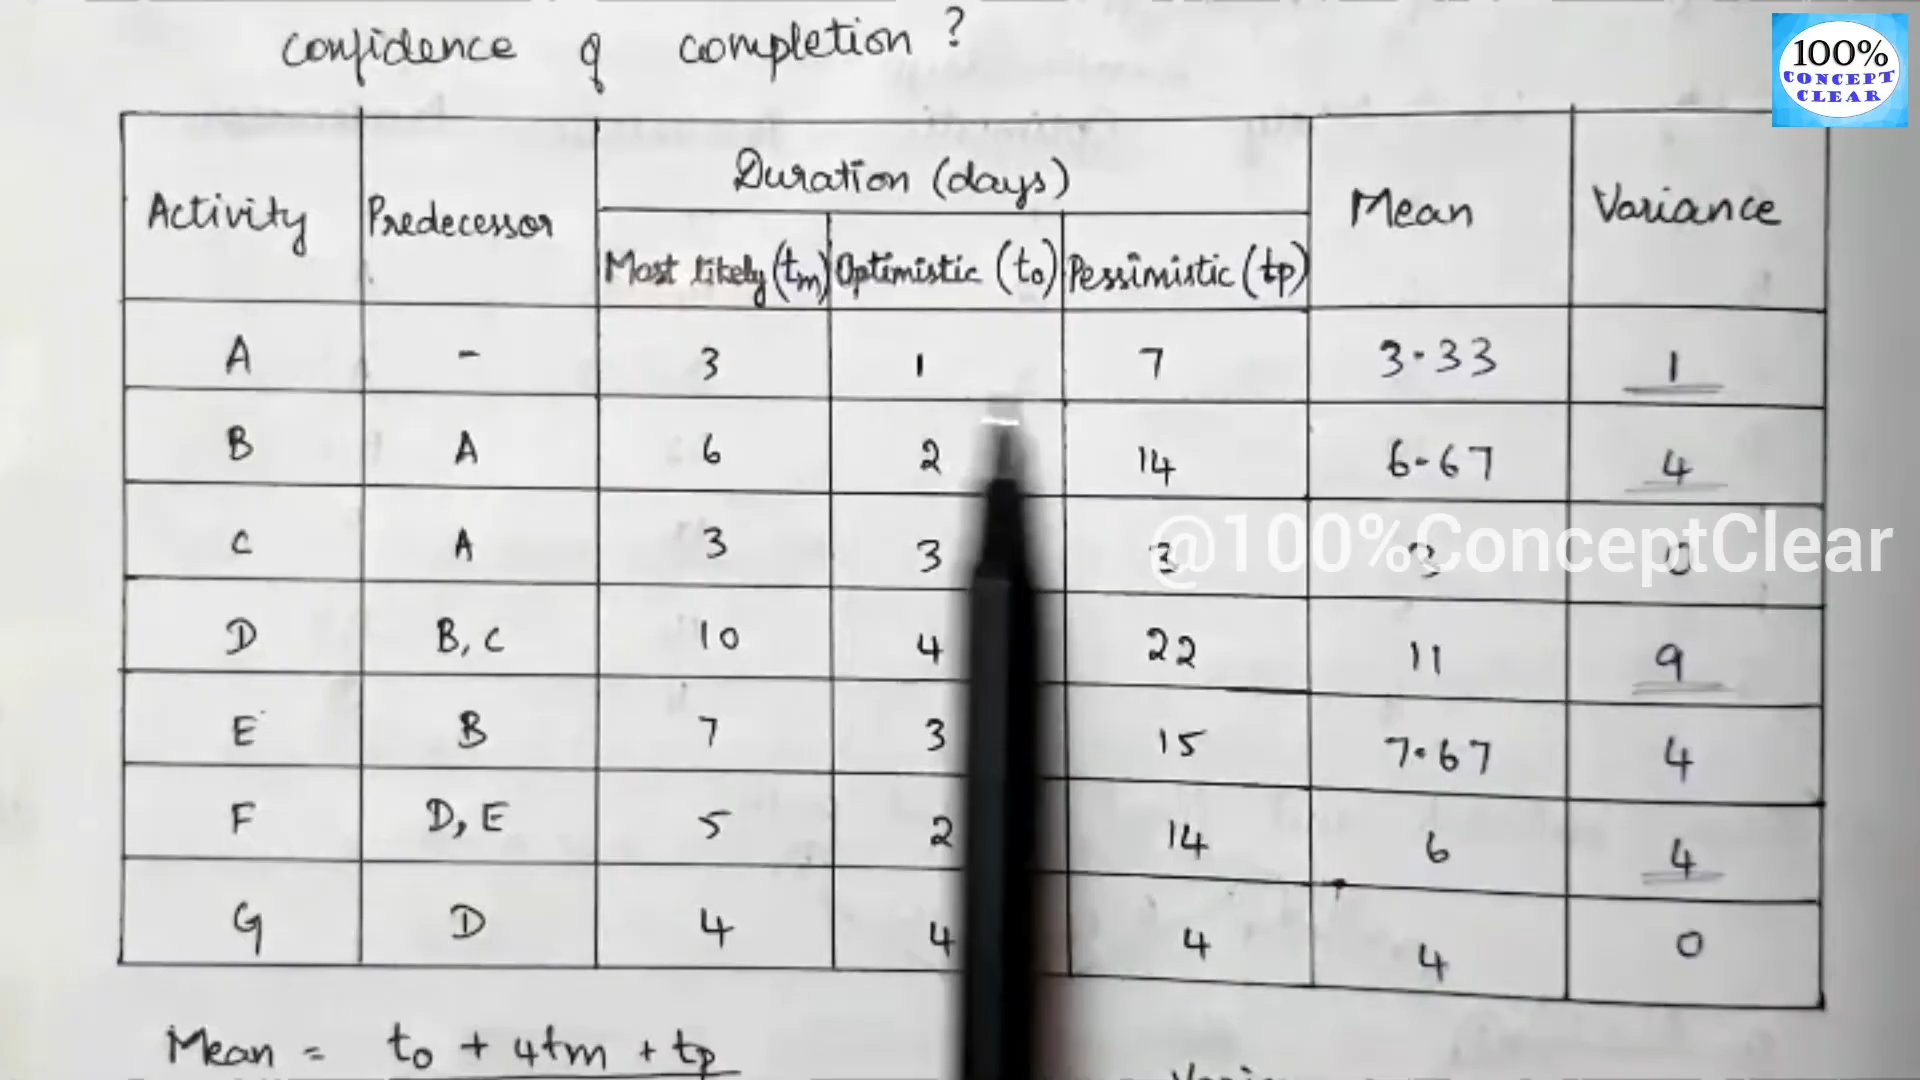 confidence of completion ?
100%
CONCEPT
CLEAR
Activity Predecessor Duration (days) Mean Variance
Most likely (tm) Optimistic (to) Pessimistic (tp)
A - 3 1 7 3.33 1
B A 6 2 14 6.67 4
C A 3 3 3 3 0
@100%ConceptClear
D B, C 10 4 22 11 9
E B 7 3 15 7.67 4
F D, E 5 2 14 6 4
G D 4 4 4 4 0
Mean = to + 4tm + tp